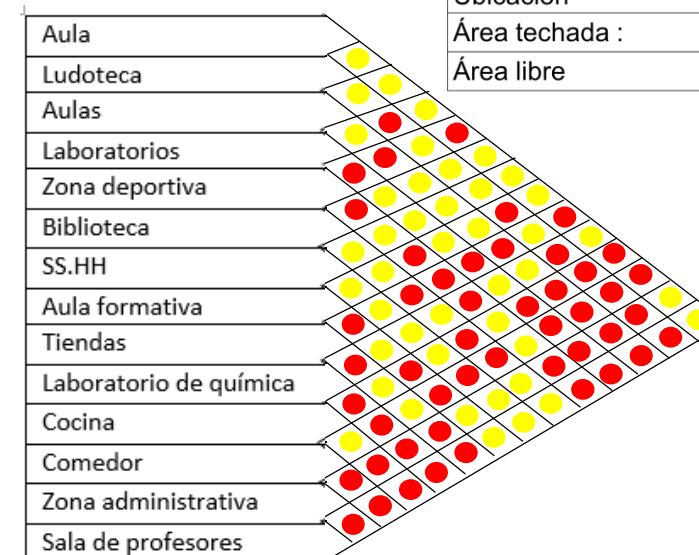 Ubicación
Área techada :
Área libre
Aula
Ludoteca
Aulas
Laboratorios
Zona deportiva
Biblioteca
SS.HH
Aula formativa
Tiendas
Laboratorio de química
Cocina
Comedor
Zona administrativa
Sala de profesores